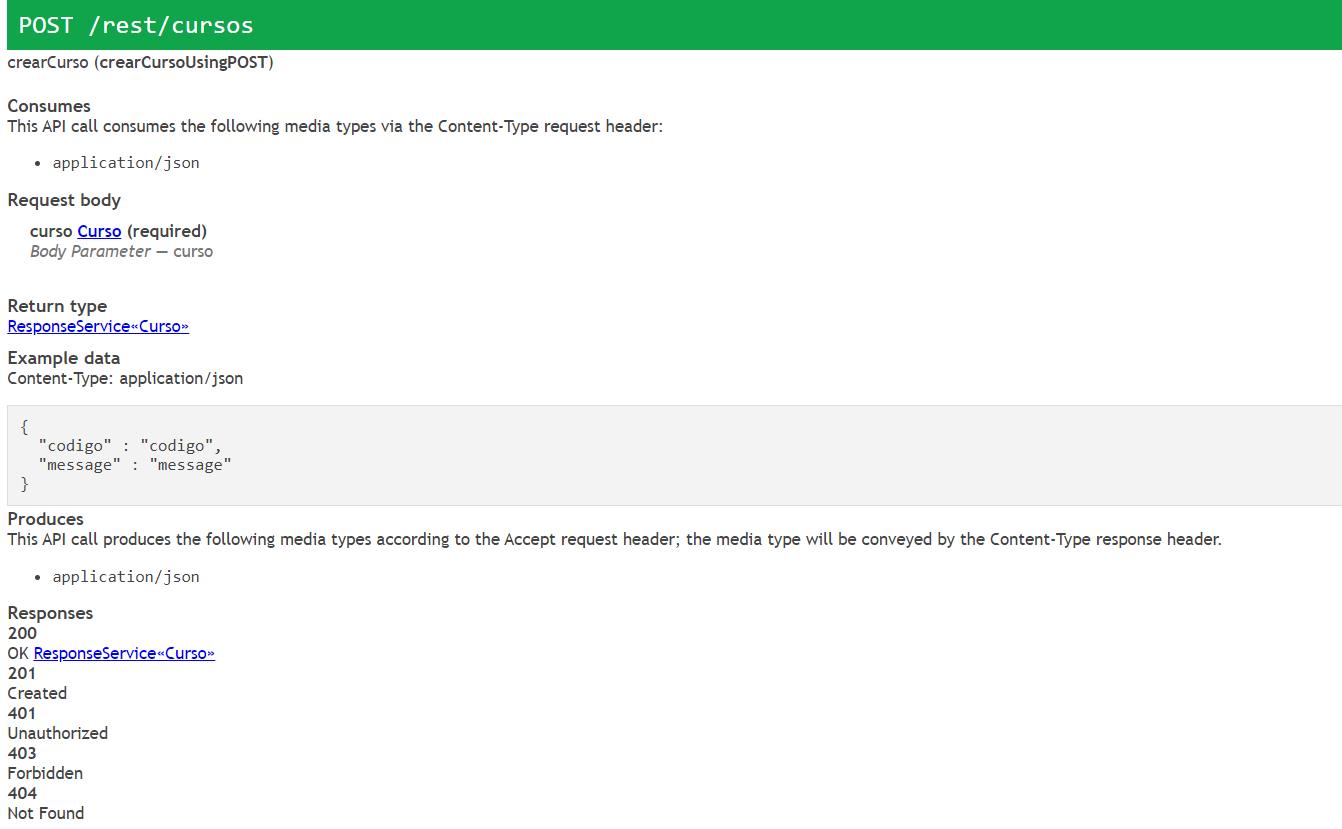 POST /rest/cursos
crearCurso (crearCursoUsingPOST)
Consumes
This API call consumes the following media types via the Content-Type request header:
• application/json
Request body
curso Curso (required)
Body Parameter — curso
Return type
ResponseService«Curso»
Example data
Content-Type: application/json
{
  "codigo" : "codigo",
  "message" : "message"
}
Produces
This API call produces the following media types according to the Accept request header; the media type will be conveyed by the Content-Type response header.
• application/json
Responses
200
OK ResponseService«Curso»
201
Created
401
Unauthorized
403
Forbidden
404
Not Found